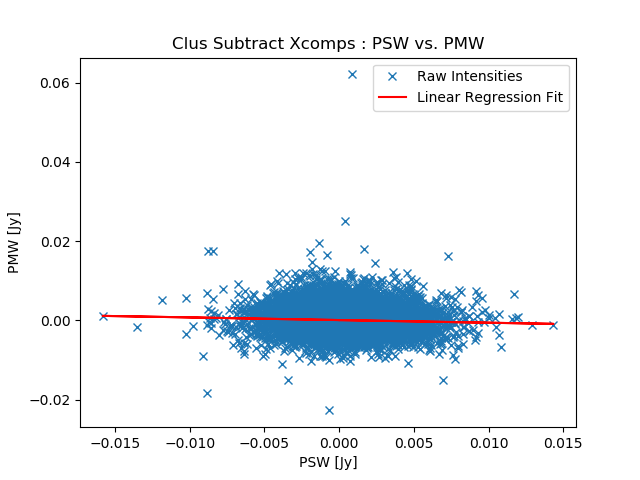 Clus Subtract Xcomps : PSW vs. PMW
Raw Intensities
Linear Regression Fit
PMW [Jy]
0.06
0.04
0.02
0.00
−0.02
−0.015 −0.010 −0.005 0.000 0.005 0.010 0.015
PSW [Jy]